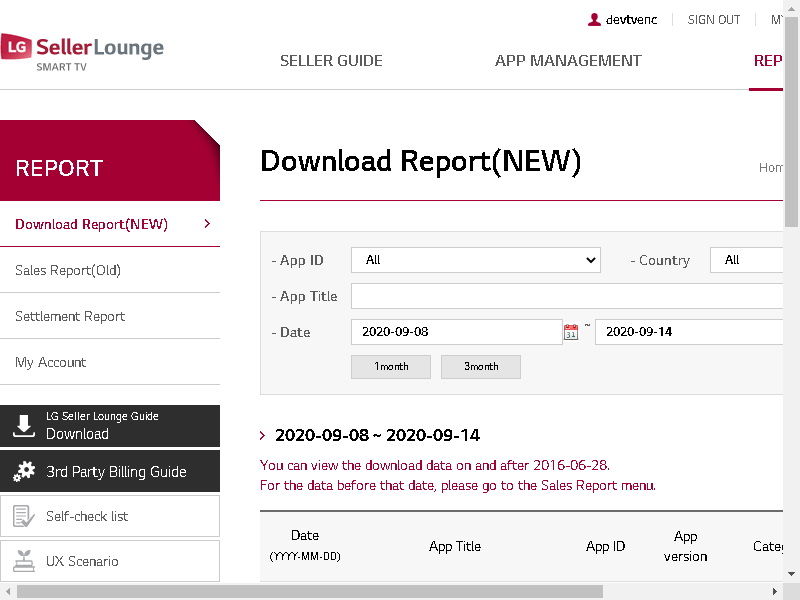 devtvenc
SIGN OUT
LG SellerLounge
SMART TV
SELLER GUIDE
APP MANAGEMENT
REPORT
Download Report(NEW)
Sales Report(Old)
Settlement Report
My Account
LG Seller Lounge Guide
Download
3rd Party Billing Guide
Self-check list
UX Scenario
Download Report(NEW)
- App ID
All
- Country
All
- App Title
- Date
2020-09-08
31
~
2020-09-14
1month
3month
2020-09-08 ~ 2020-09-14
You can view the download data on and after 2016-06-28.
For the data before that date, please go to the Sales Report menu.
Date
(YYYY-MM-DD)
App Title
App ID
App
version